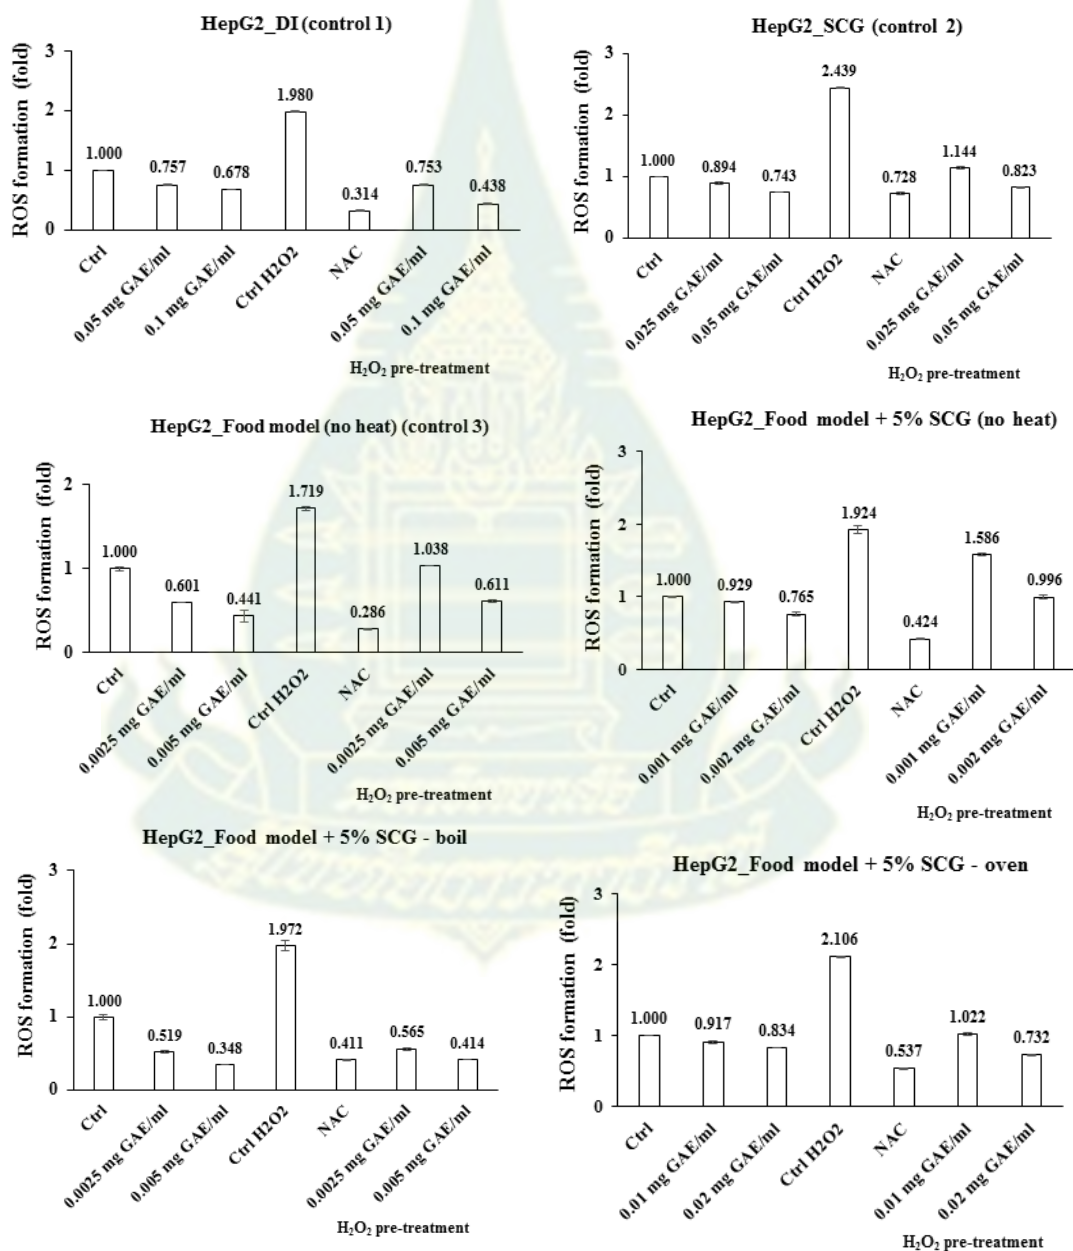 HepG2_DI (control 1)
ROS formation (fold)
3
2
1
0
1.000
0.757
0.678
1.980
0.314
0.753
0.438
Ctrl
0.05 mg GAE/ml
0.1 mg GAE/ml
Ctrl H2O2
NAC
0.05 mg GAE/ml
0.1 mg GAE/ml
H₂O₂ pre-treatment
HepG2_SCG (control 2)
ROS formation (fold)
3
2
1
0
1.000
0.894
0.743
2.439
0.728
1.144
0.823
Ctrl
0.025 mg GAE/ml
0.05 mg GAE/ml
Ctrl H2O2
NAC
0.025 mg GAE/ml
0.05 mg GAE/ml
H₂O₂ pre-treatment
HepG2_Food model (no heat) (control 3)
ROS formation (fold)
2
1
0
1.000
0.601
0.441
1.719
0.286
1.038
0.611
Ctrl
0.0025 mg GAE/ml
0.005 mg GAE/ml
Ctrl H2O2
NAC
0.0025 mg GAE/ml
0.005 mg GAE/ml
H₂O₂ pre-treatment
HepG2_Food model + 5% SCG (no heat)
ROS formation (fold)
3
2
1
0
1.000
0.929
0.765
1.924
0.424
1.586
0.996
Ctrl
0.001 mg GAE/ml
0.002 mg GAE/ml
Ctrl H2O2
NAC
0.001 mg GAE/ml
0.002 mg GAE/ml
H₂O₂ pre-treatment
HepG2_Food model + 5% SCG - boil
ROS formation (fold)
3
2
1
0
1.000
0.519
0.348
1.972
0.411
0.565
0.414
Ctrl
0.0025 mg GAE/ml
0.005 mg GAE/ml
Ctrl H2O2
NAC
0.0025 mg GAE/ml
0.005 mg GAE/ml
H₂O₂ pre-treatment
HepG2_Food model + 5% SCG - oven
ROS formation (fold)
3
2
1
0
1.000
0.917
0.834
2.106
0.537
1.022
0.732
Ctrl
0.01 mg GAE/ml
0.02 mg GAE/ml
Ctrl H2O2
NAC
0.01 mg GAE/ml
0.02 mg GAE/ml
H₂O₂ pre-treatment